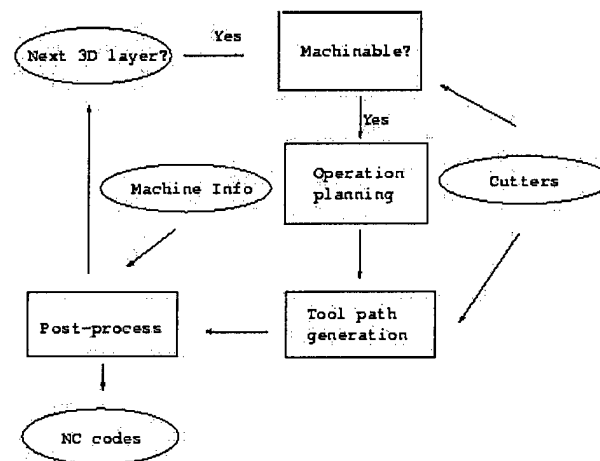 Next 3D layer?
Yes
Machinable?
Yes
Machine Info
Operation
planning
Cutters
Post-process
Tool path
generation
NC codes